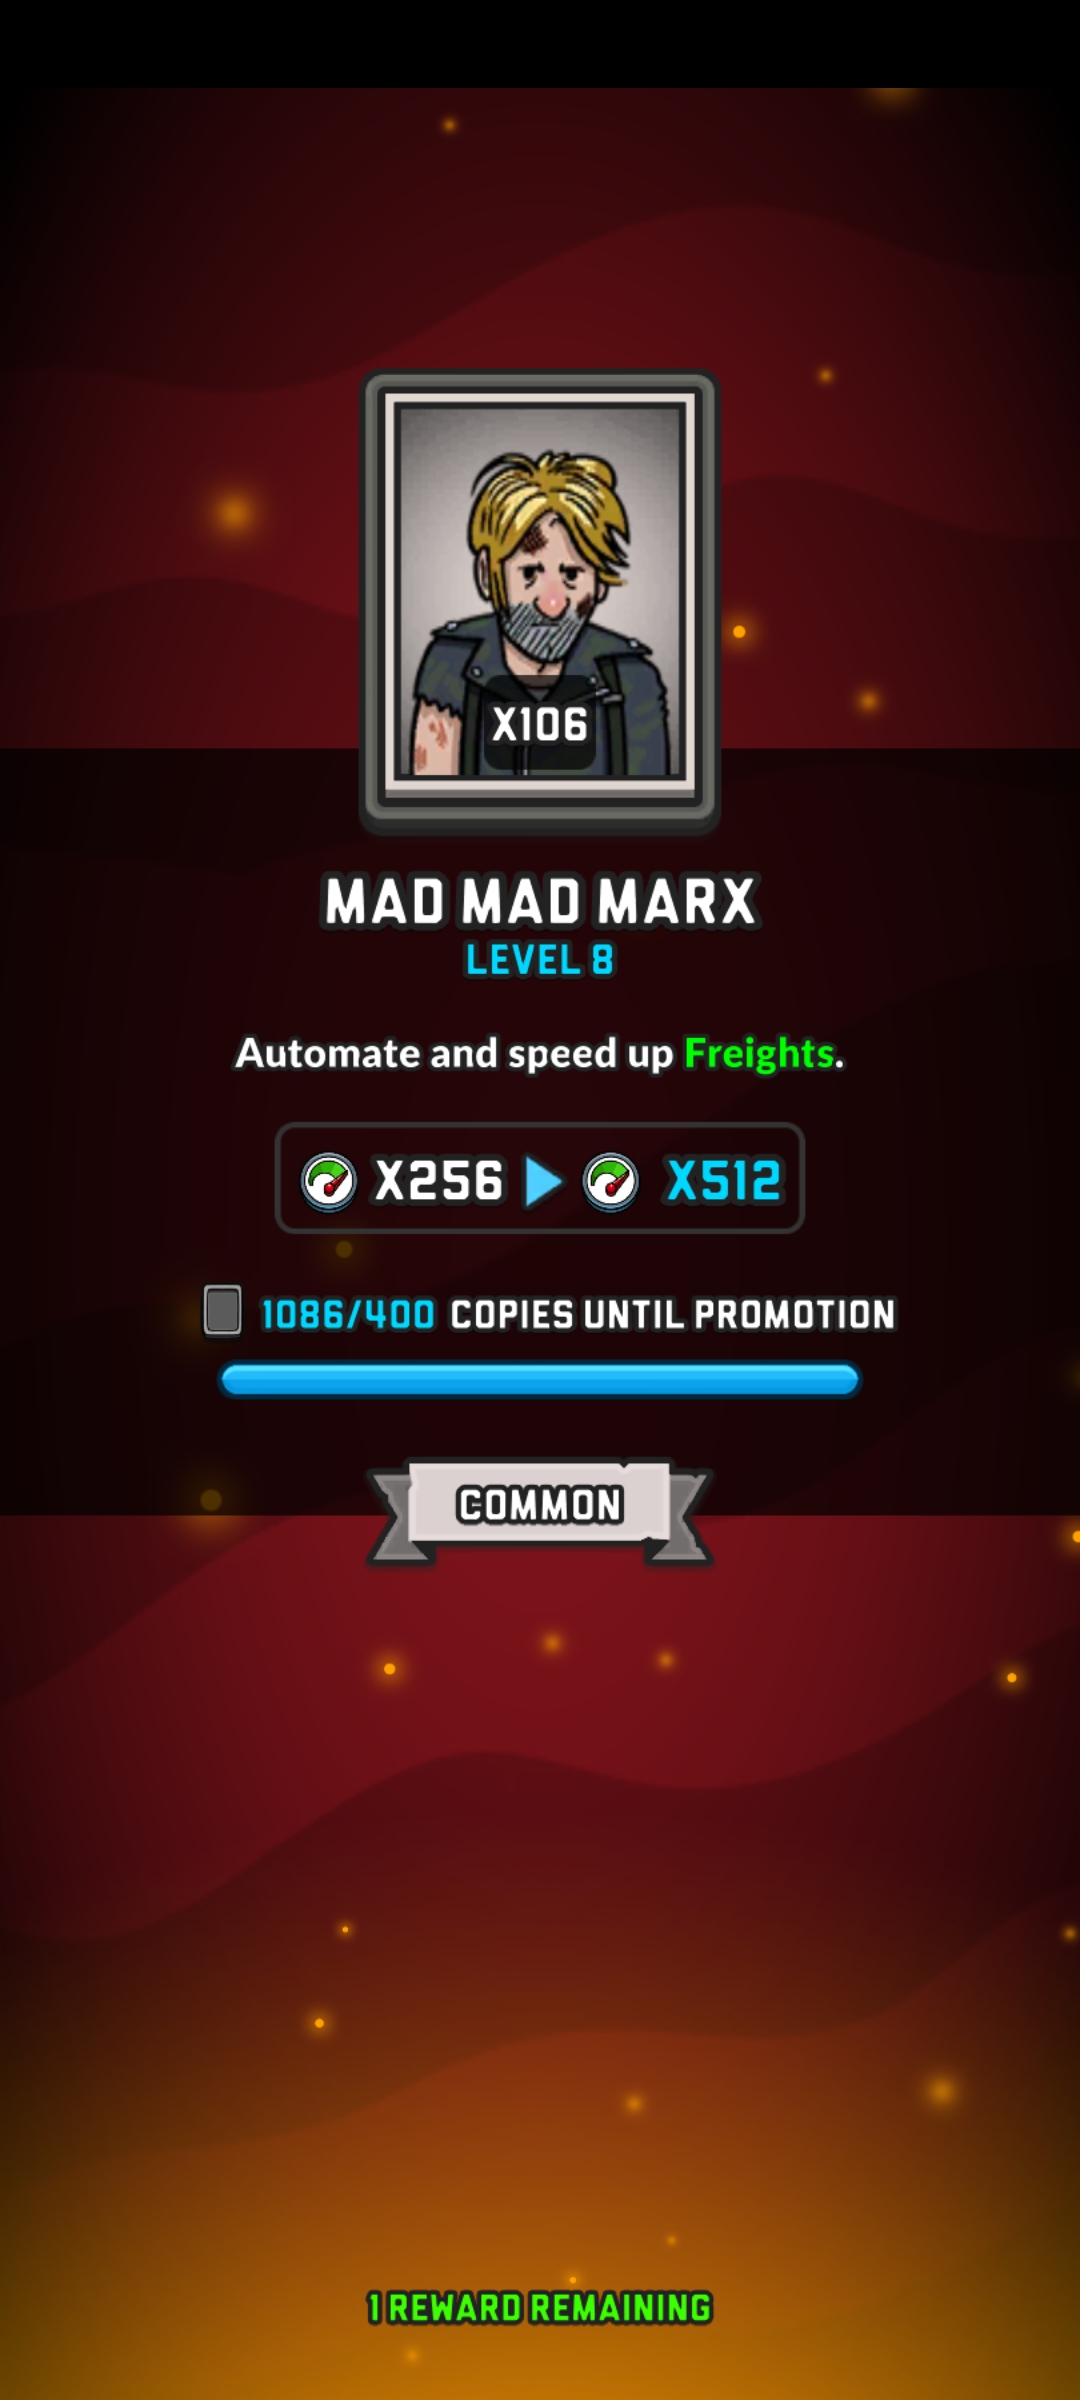 X106
MAD MAD MARX
LEVEL 8
Automate and speed up Freights.
X256 X512
1086/400 COPIES UNTIL PROMOTION
COMMON
1 REWARD REMAINING